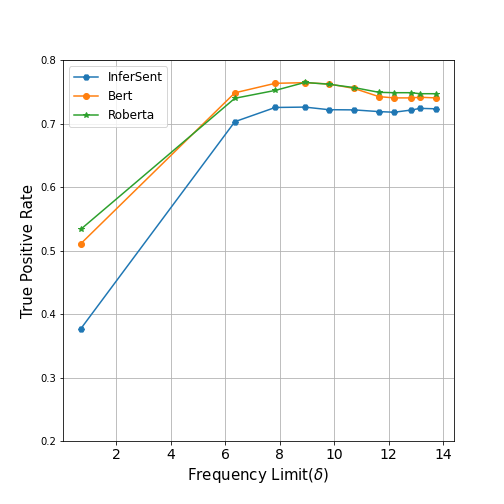 InferSent
Bert
Roberta
0.8
0.7
0.6
0.5
0.4
0.3
0.2
True Positive Rate
2 4 6 8 10 12 14
Frequency Limit(δ)